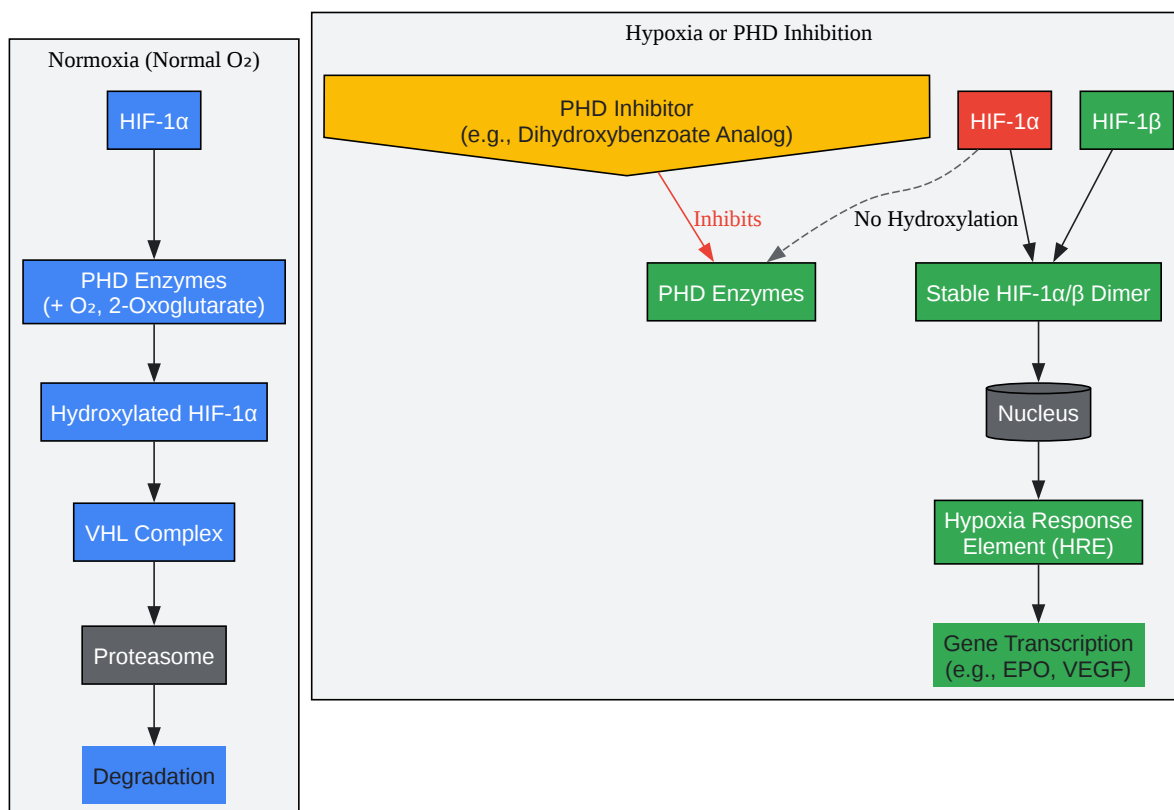 Normoxia (Normal O₂)
HIF-1α
PHD Enzymes
(+ O₂, 2-Oxoglutarate)
Hydroxylated HIF-1α
VHL Complex
Proteasome
Degradation
Hypoxia or PHD Inhibition
PHD Inhibitor
(e.g., Dihydroxybenzoate Analog)
HIF-1α
HIF-1β
Inhibits
No Hydroxylation
PHD Enzymes
Stable HIF-1α/β Dimer
Nucleus
Hypoxia Response
Element (HRE)
Gene Transcription
(e.g., EPO, VEGF)